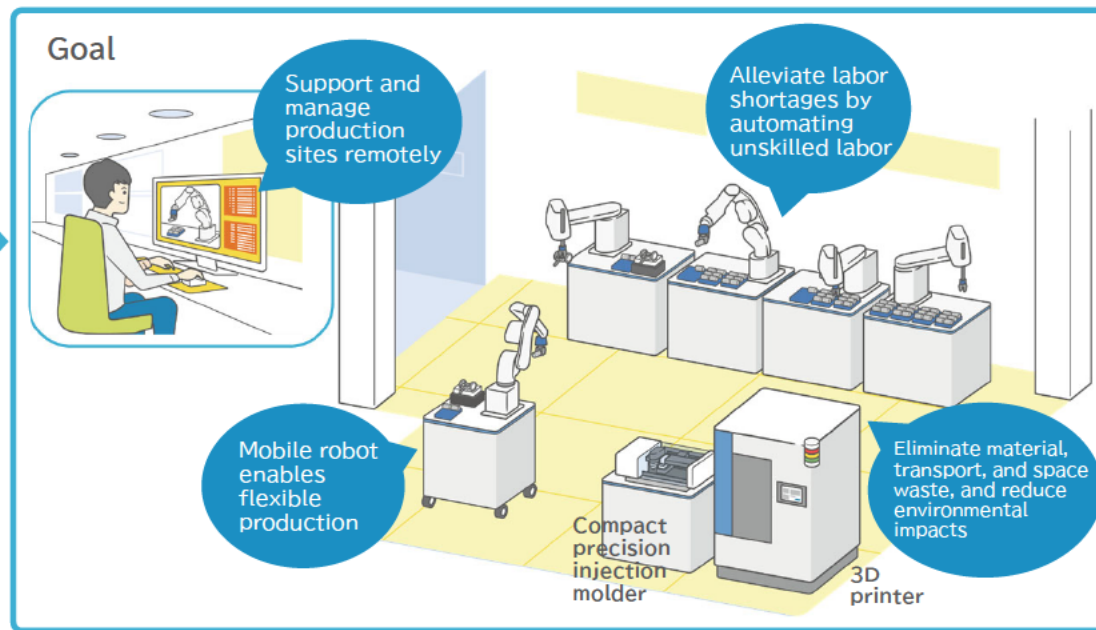 Goal
Support and
manage
production
sites remotely
Alleviate labor
shortages by
automating
unskilled labor
Mobile robot
enables
flexible
production
Eliminate material,
transport, and space
waste, and reduce
environmental
impacts
Compact
precision
injection
molder
3D
printer